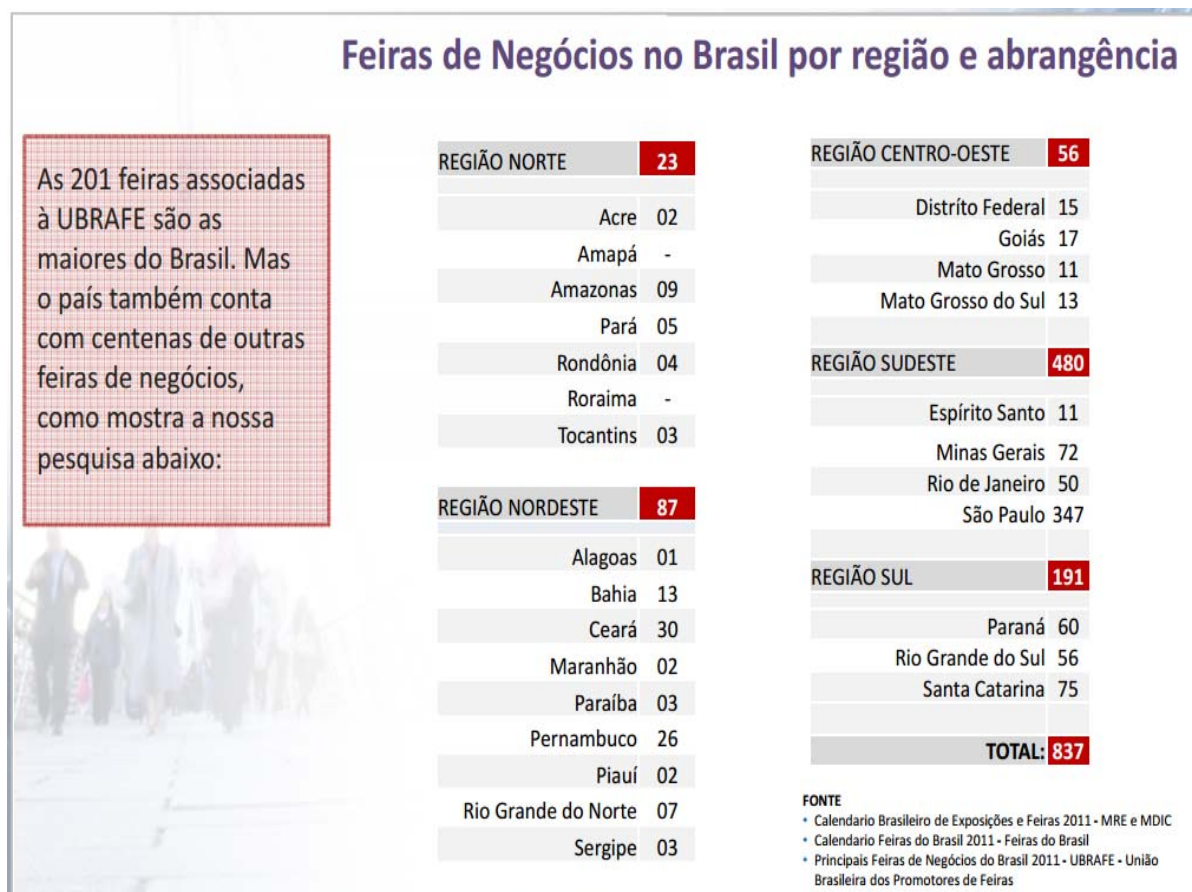 Feiras de Negócios no Brasil por região e abrangência
As 201 feiras associadas
à UBRAFE são as
maiores do Brasil. Mas
o país também conta
com centenas de outras
feiras de negócios,
como mostra a nossa
pesquisa abaixo:
REGIÃO NORTE 23
Acre 02
Amapá -
Amazonas 09
Pará 05
Rondônia 04
Roraima -
Tocantins 03
REGIÃO NORDESTE 87
Alagoas 01
Bahia 13
Ceará 30
Maranhão 02
Paraíba 03
Pernambuco 26
Piauí 02
Rio Grande do Norte 07
Sergipe 03
REGIÃO CENTRO-OESTE 56
Distríto Federal 15
Goiás 17
Mato Grosso 11
Mato Grosso do Sul 13
REGIÃO SUDESTE 480
Espírito Santo 11
Minas Gerais 72
Rio de Janeiro 50
São Paulo 347
REGIÃO SUL 191
Paraná 60
Rio Grande do Sul 56
Santa Catarina 75
TOTAL: 837
FONTE
• Calendario Brasileiro de Exposições e Feiras 2011 - MRE e MDIC
• Calendario Feiras do Brasil 2011 - Feiras do Brasil
• Principais Feiras de Negócios do Brasil 2011 - UBRAFE - União
Brasileira dos Promotores de Feiras